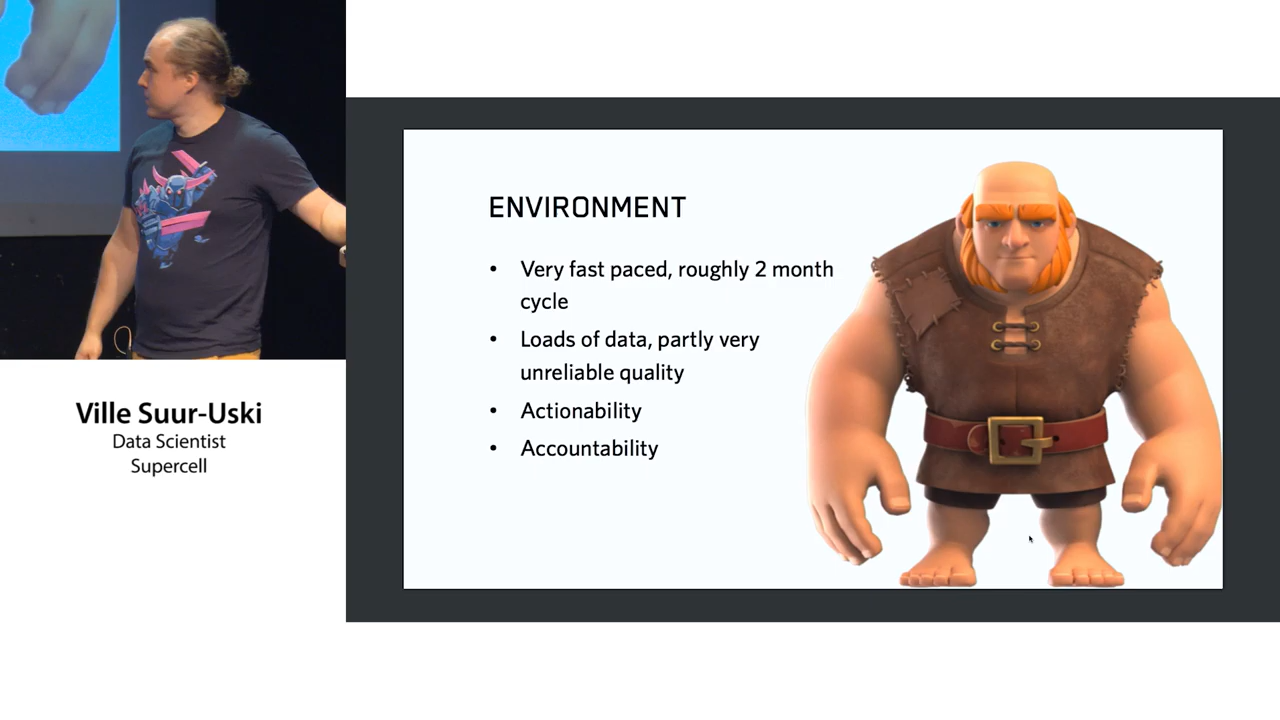 Ville Suur-Uski
Data Scientist
Supercell
ENVIRONMENT
• Very fast paced, roughly 2 month
cycle
• Loads of data, partly very
unreliable quality
• Actionability
• Accountability